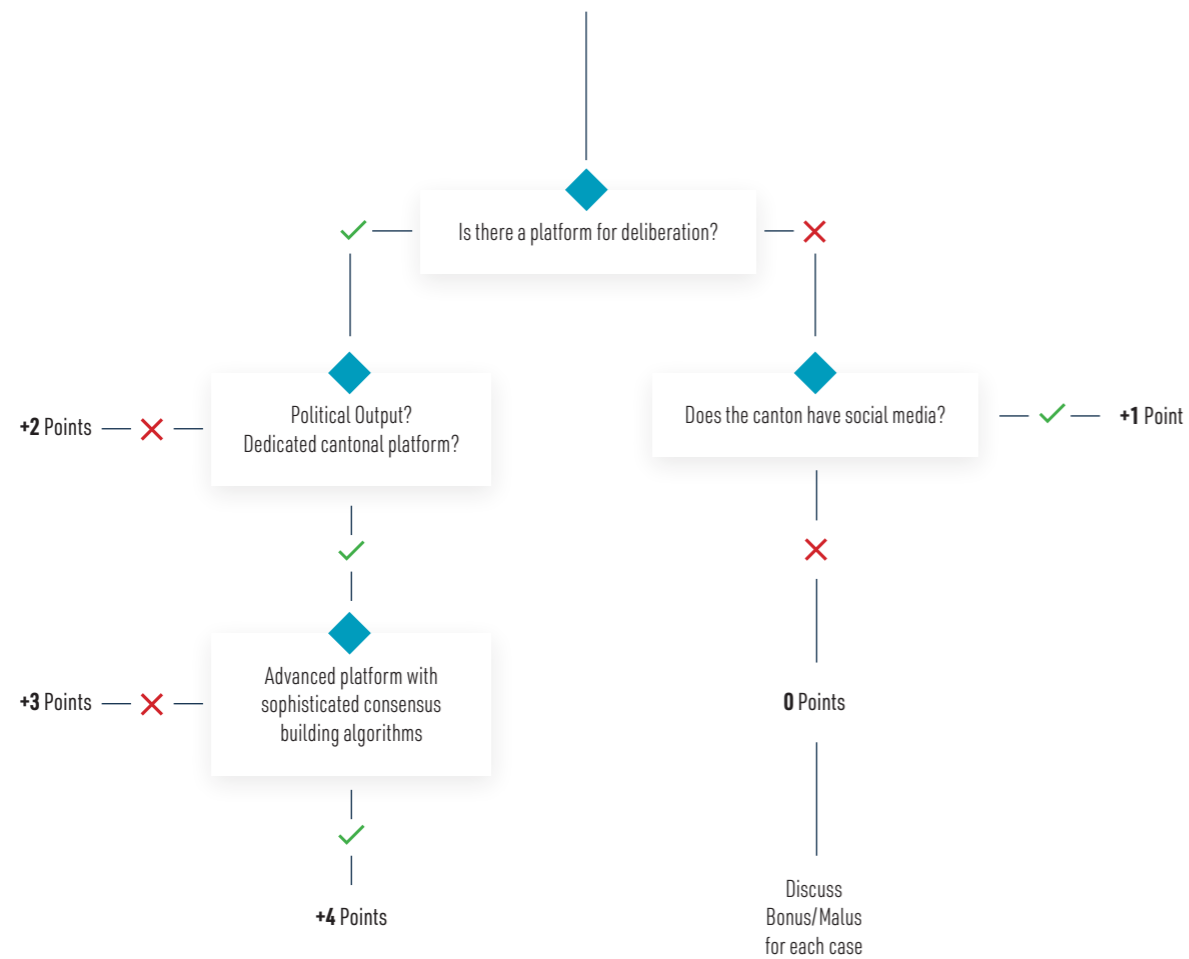 Is there a platform for deliberation?
Political Output?
Dedicated cantonal platform?
+2 Points
Does the canton have social media?
+1 Point
Advanced platform with
sophisticated consensus
building algorithms
+3 Points
0 Points
+4 Points
Discuss
Bonus/Malus
for each case